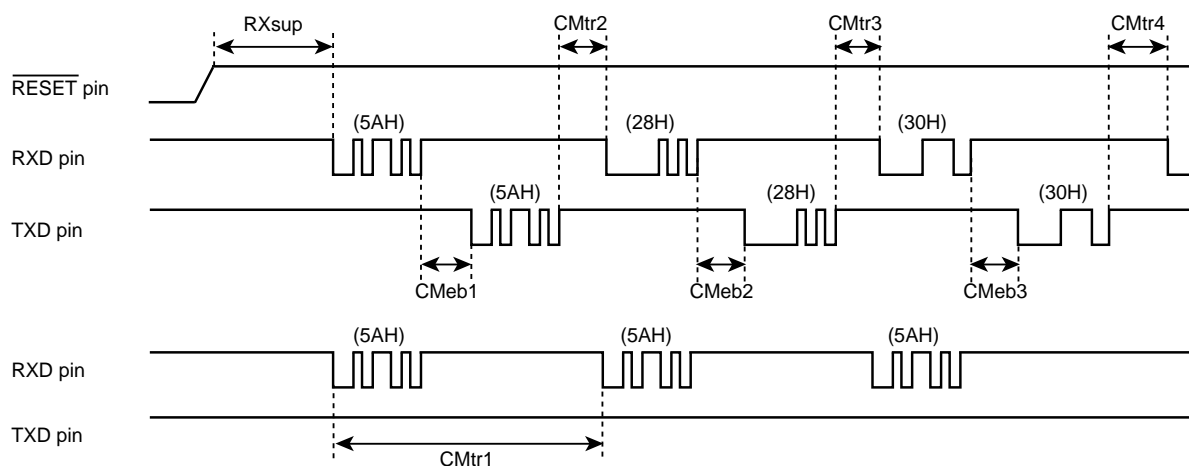 RXsup CMtr2 CMtr3 CMtr4
RESET pin
(5AH) (28H) (30H)
RXD pin
(5AH) (28H) (30H)
TXD pin
CMeb1 CMeb2 CMeb3
(5AH) (5AH) (5AH)
RXD pin
TXD pin
CMtr1